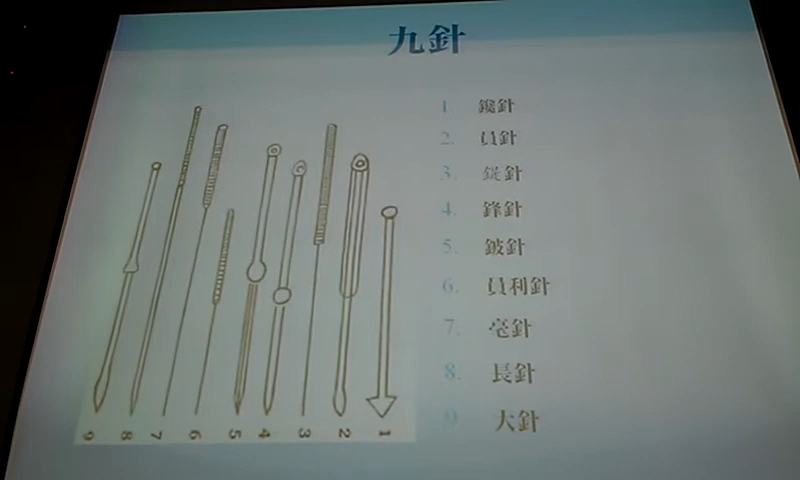 九針
1. 鑱針
2. 員針
3. 鍉針
4. 鋒針
5. 鈹針
6. 員利針
7. 毫針
8. 長針
9. 大針
9 8 7 6 5 4 3 2 1